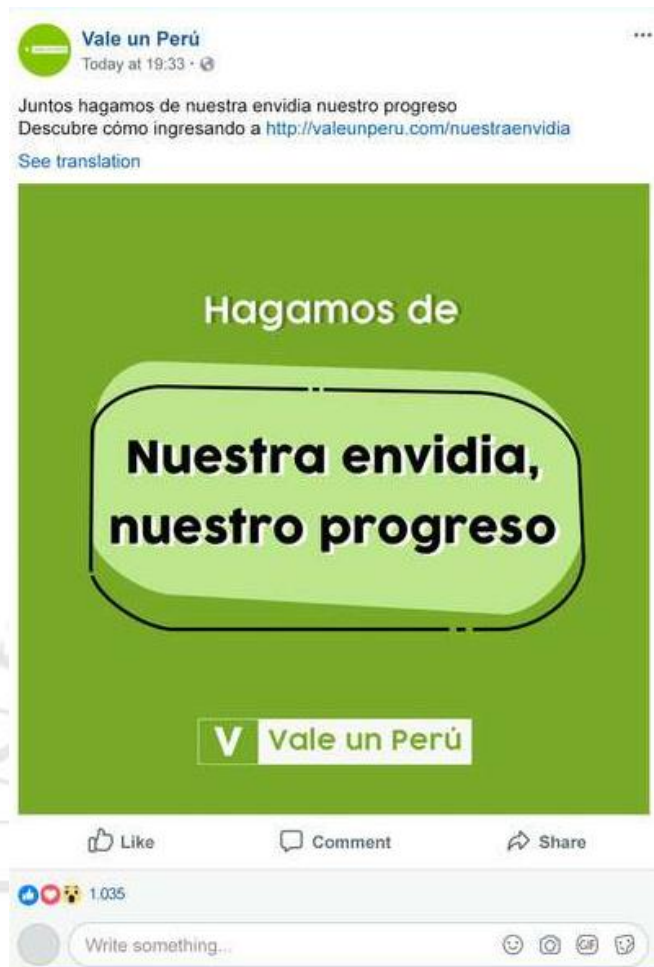 Vale un Perú
Today at 19:33 ·
Juntos hagamos de nuestra envidia nuestro progreso
Descubre cómo ingresando a http://valeunperu.com/nuestraenvidia
See translation
Hagamos de
Nuestra envidia,
nuestro progreso
V Vale un Perú
Like Comment Share
1.035
Write something...
GIF